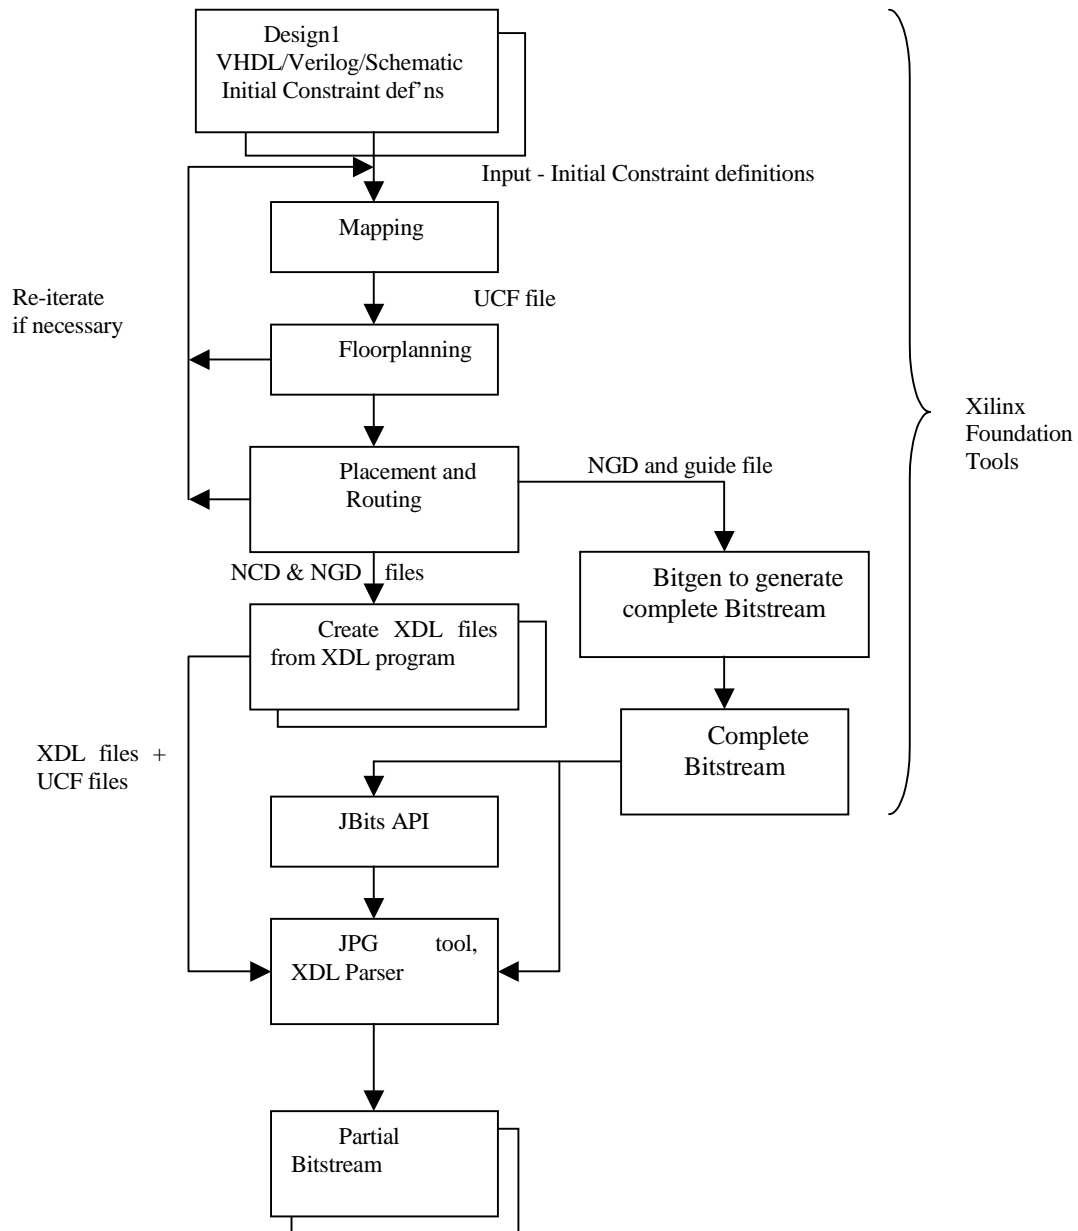 Design1
VHDL/Verilog/Schematic
Initial Constraint def’ns
Input - Initial Constraint definitions
Mapping
UCF file
Re-iterate
if necessary
Floorplanning
Xilinx
Foundation
Tools
Placement and
Routing
NGD and guide file
NCD & NGD files
Bitgen to generate
complete Bitstream
Create XDL files
from XDL program
XDL files +
UCF files
Complete
Bitstream
JBits API
JPG tool,
XDL Parser
Partial
Bitstream